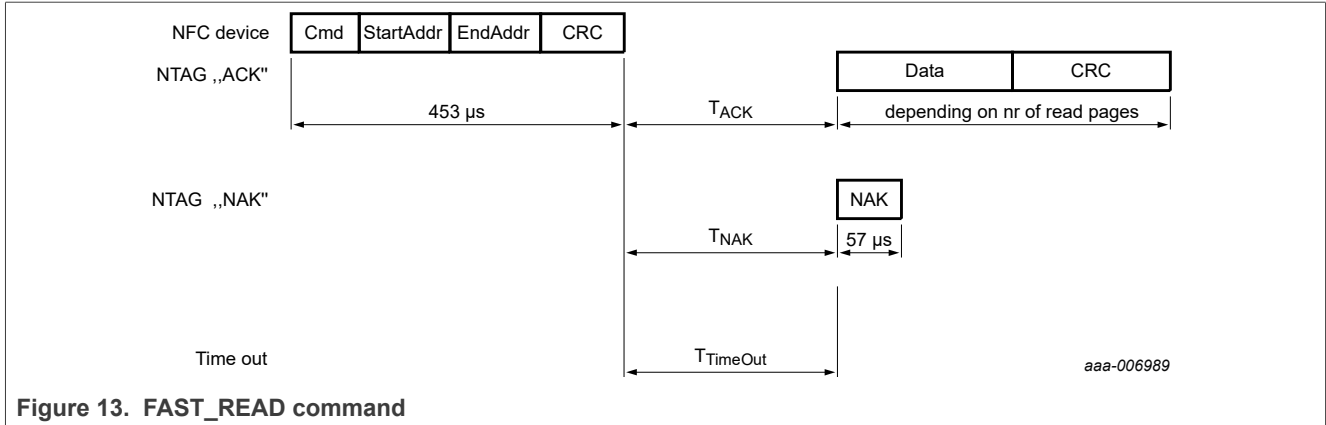 NFC device Cmd StartAddr EndAddr CRC
NTAG ,,ACK" Data CRC
453 µs TACK depending on nr of read pages
NTAG ,,NAK" NAK
TNAK 57 µs
Time out TTimeOut aaa-006989
Figure 13. FAST_READ command